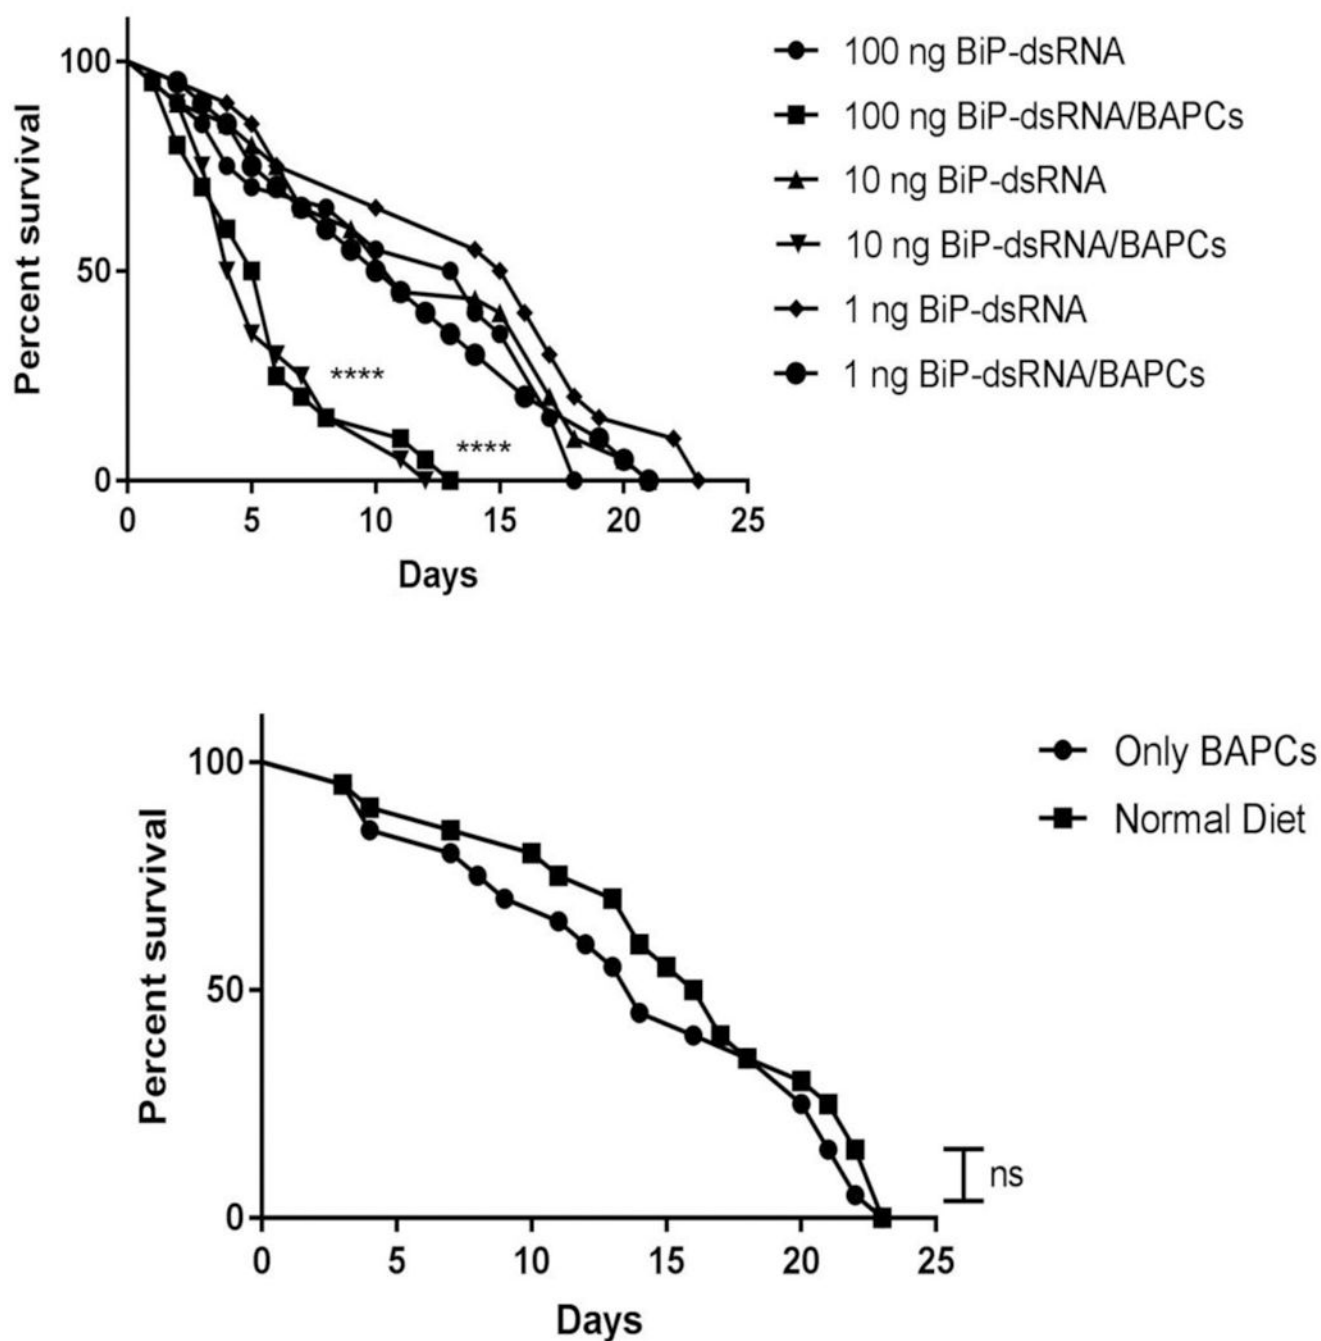 100
50
0
Percent survival
0 5 10 15 20 25
Days
****
****
100 ng BiP-dsRNA
100 ng BiP-dsRNA/BAPCs
10 ng BiP-dsRNA
10 ng BiP-dsRNA/BAPCs
1 ng BiP-dsRNA
1 ng BiP-dsRNA/BAPCs
100
50
0
Percent survival
0 5 10 15 20 25
Days
Only BAPCs
Normal Diet
ns